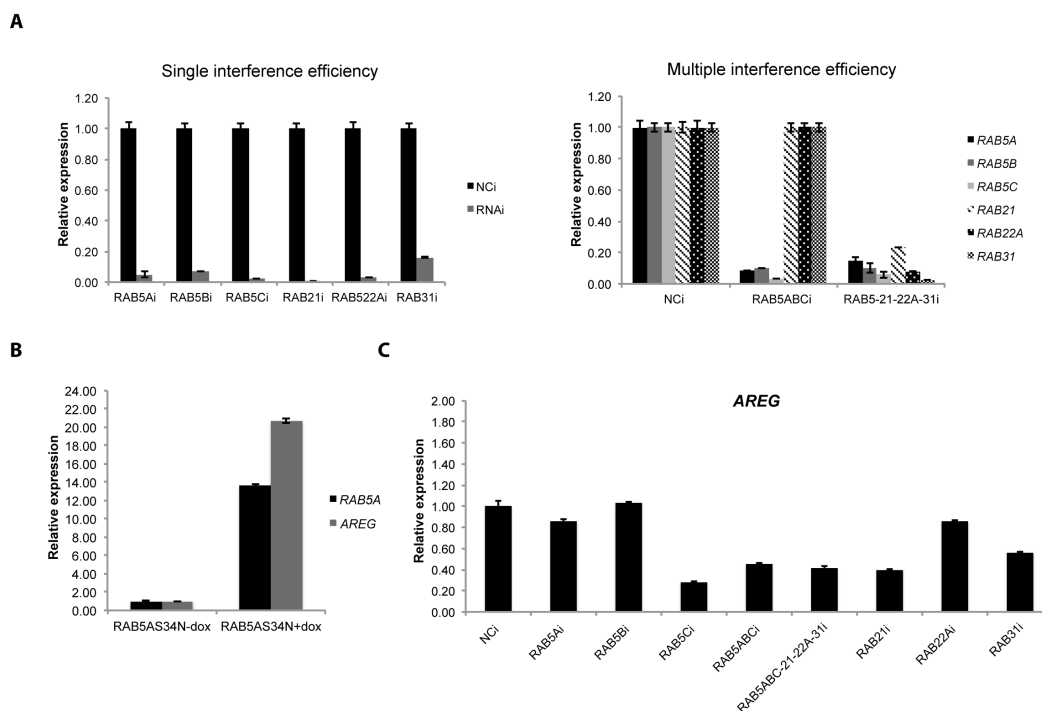 A
Single interference efficiency
Relative expression
1.20
1.00
0.80
0.60
0.40
0.20
0.00
RAB5Ai RAB5Bi RAB5Ci RAB21i RAB522Ai RAB31i
NCi
RNAi
Multiple interference efficiency
Relative expression
1.20
1.00
0.80
0.60
0.40
0.20
0.00
NCi RAB5ABCi RAB5-21-22A-31i
RAB5A
RAB5B
RAB5C
RAB21
RAB22A
RAB31
B
Relative expression
24.00
22.00
20.00
18.00
16.00
14.00
12.00
10.00
8.00
6.00
4.00
2.00
0.00
RAB5AS34N-dox RAB5AS34N+dox
RAB5A
AREG
C
AREG
Relative expression
2.00
1.80
1.60
1.40
1.20
1.00
0.80
0.60
0.40
0.20
0.00
NCi
RAB5Ai
RAB5Bi
RAB5Ci
RAB5ABCi
RAB5ABC-21-22A-31i
RAB21i
RAB22Ai
RAB31i